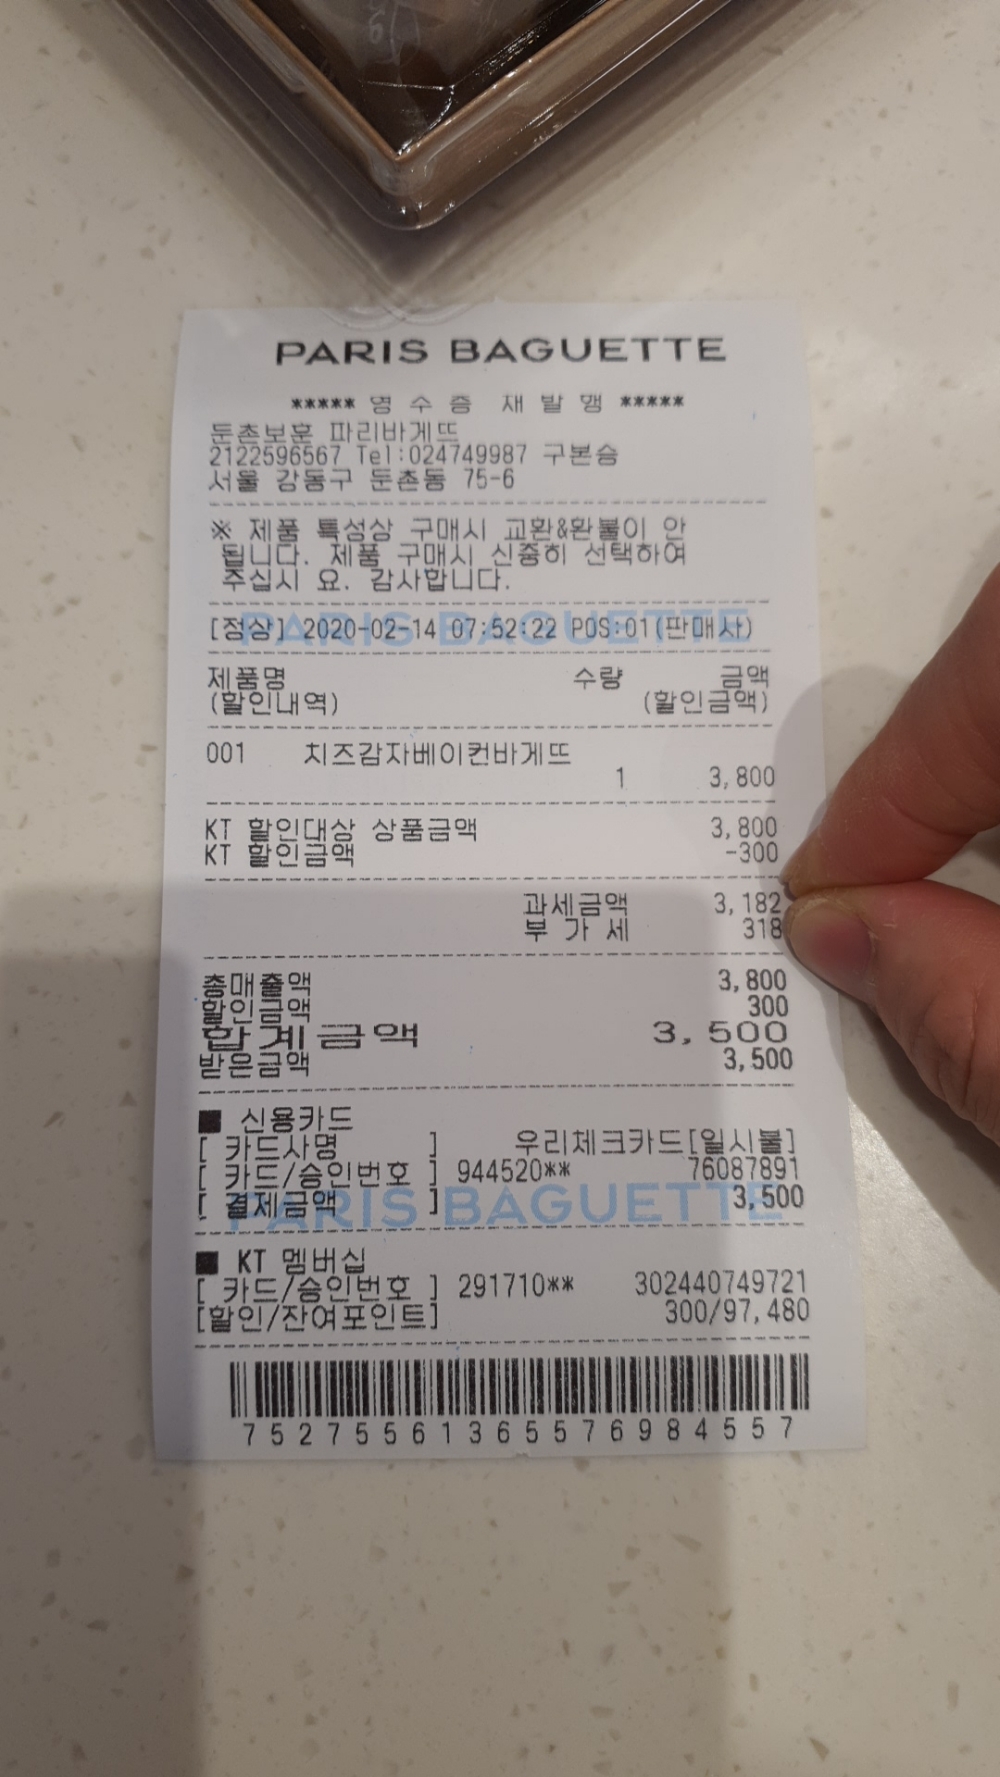 PARIS BAGUETTE
***** 영 수 증 재 발 행 *****
둔촌보훈 파리바게뜨
2122596567 Tel:024749987 구본승
서울 강동구 둔촌동 75-6
※ 제품 특성상 구매시 교환&환불이 안
됩니다. 제품 구매시 신중히 선택하여
주십시 요. 감사합니다.
[정상] 2020-02-14 07:52:22 POS:01(판매사)
제품명 수량 금액
(할인내역) (할인금액)
001 치즈감자베이컨바게뜨
1 3,800
KT 할인대상 상품금액 3,800
KT 할인금액 -300
과세금액 3,182
부 가 세 318
총매출액 3,800
할인금액 300
합계금액 3,500
받은금액 3,500
■ 신용카드
[ 카드사명 ] 우리체크카드[일시불]
[ 카드/승인번호 ] 944520** 76087891
[ 결제금액 ] 3,500
■ KT 멤버십
[ 카드/승인번호 ] 291710** 302440749721
[할인/잔여포인트] 300/97,480
75275561365576984557